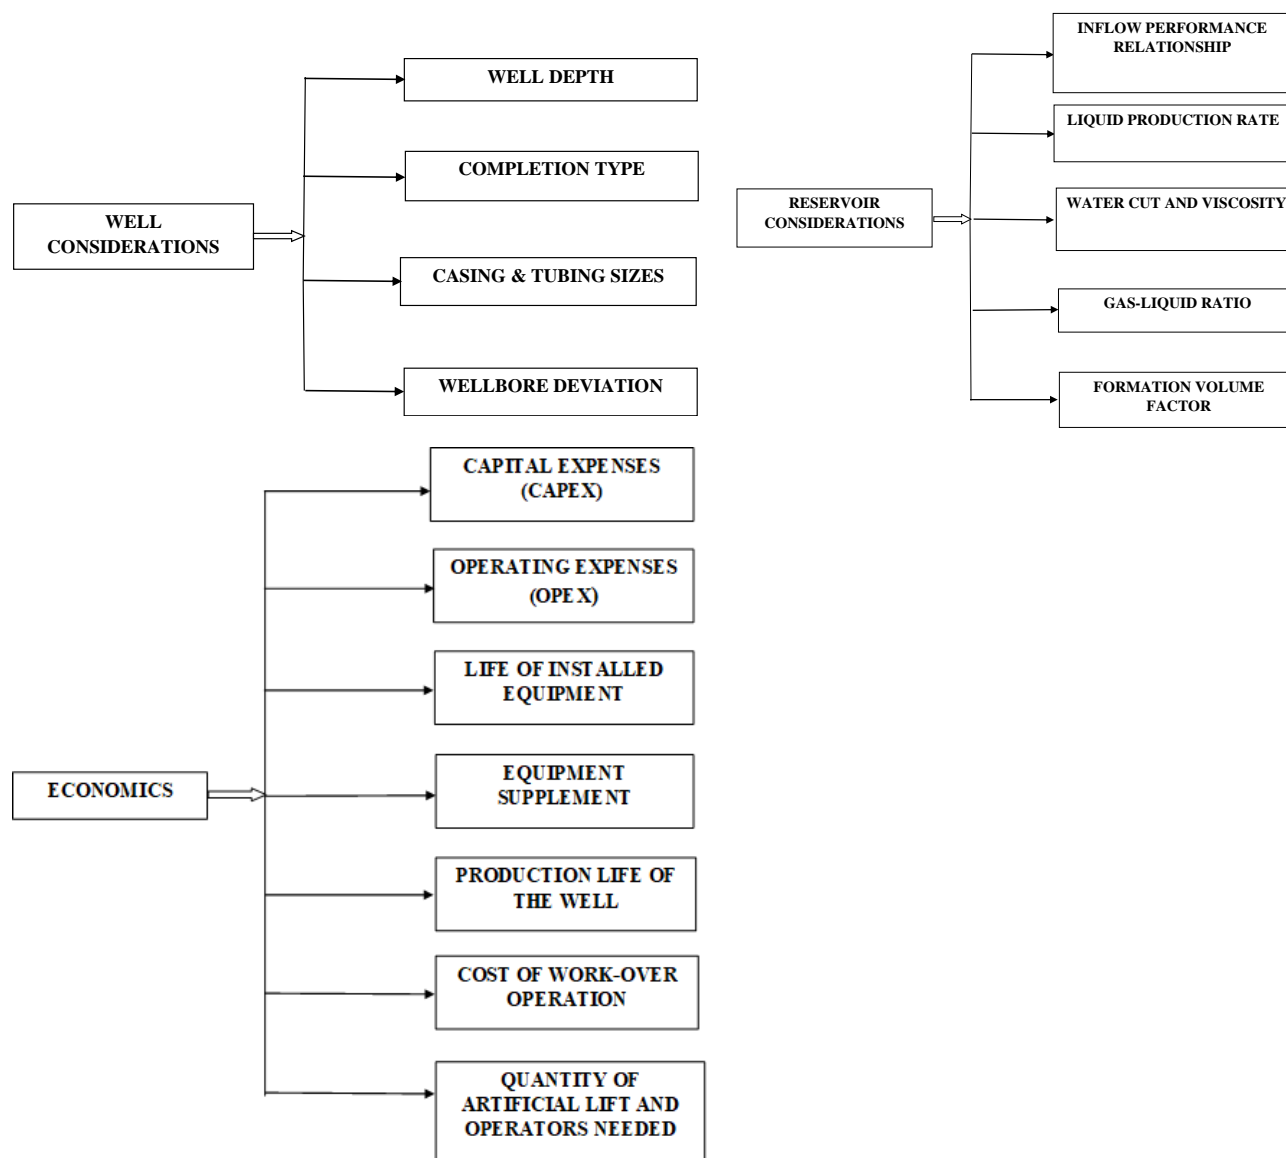 WELL
CONSIDERATIONS
WELL DEPTH
COMPLETION TYPE
CASING & TUBING SIZES
WELLBORE DEVIATION
RESERVOIR
CONSIDERATIONS
INFLOW PERFORMANCE
RELATIONSHIP
LIQUID PRODUCTION RATE
WATER CUT AND VISCOSITY
GAS-LIQUID RATIO
FORMATION VOLUME
FACTOR
ECONOMICS
CAPITAL EXPENSES
(CAPEX)
OPERATING EXPENSES
(OPEX)
LIFE OF INSTALLED
EQUIPMENT
EQUIPMENT
SUPPLEMENT
PRODUCTION LIFE OF
THE WELL
COST OF WORK-OVER
OPERATION
QUANTITY OF
ARTIFICIAL LIFT AND
OPERATORS NEEDED